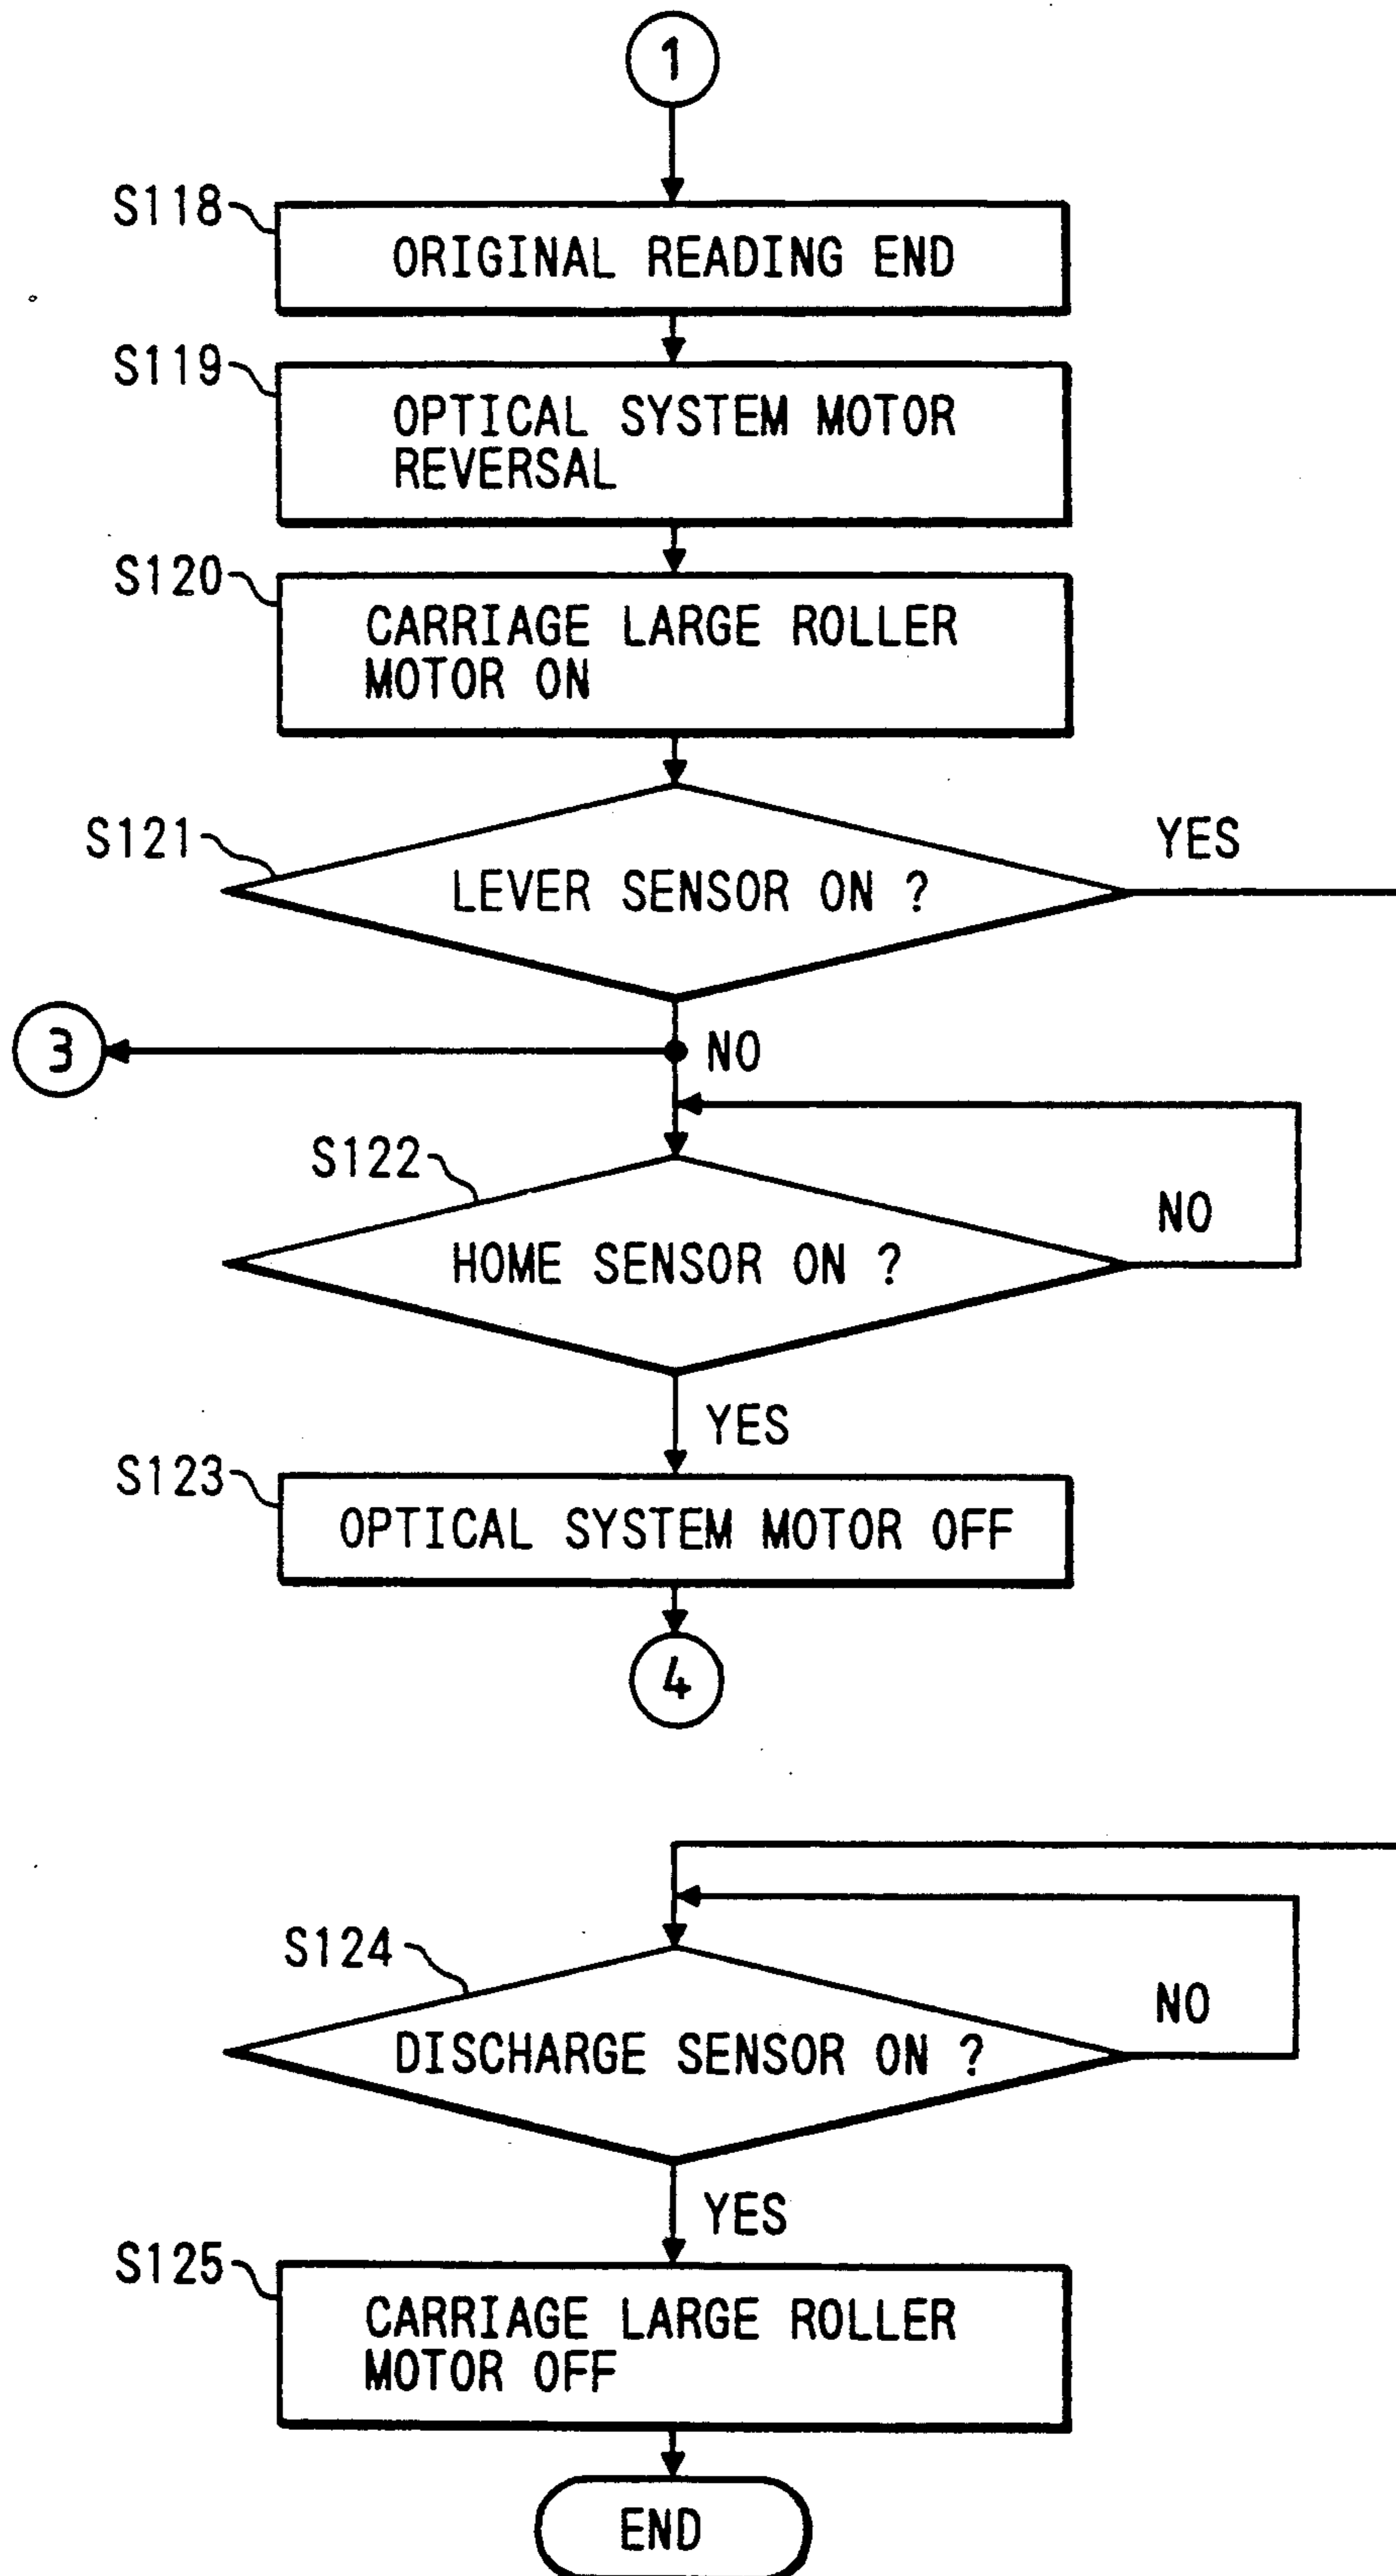 1
S118
ORIGINAL READING END
S119
OPTICAL SYSTEM MOTOR
REVERSAL
S120
CARRIAGE LARGE ROLLER
MOTOR ON
S121
LEVER SENSOR ON ?
YES
3
NO
S122
HOME SENSOR ON ?
NO
YES
S123
OPTICAL SYSTEM MOTOR OFF
4
S124
DISCHARGE SENSOR ON ?
NO
YES
S125
CARRIAGE LARGE ROLLER
MOTOR OFF
END